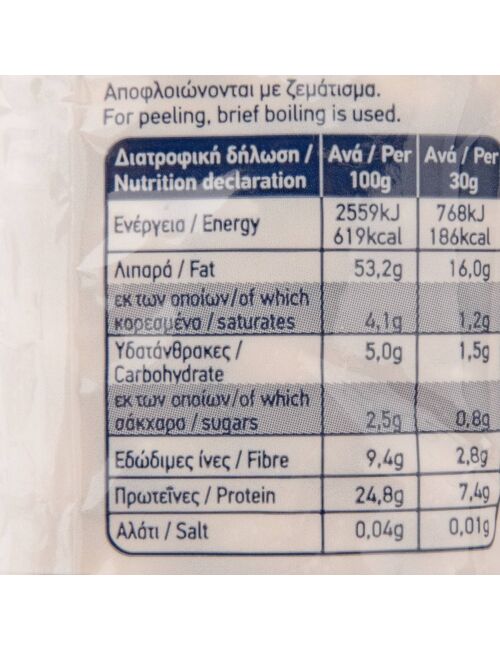 Αποφλοιώνονται με ζεμάτισμα.
For peeling, brief boiling is used.
Διατροφική δήλωση / Ανά / Per Ανά / Per
Nutrition declaration 100g 30g
Ενέργεια / Energy 2559kJ 768kJ
619kcal 186kcal
Λιπαρά / Fat 53,2g 16,0g
εκ των οποίων/of which
κορεσμένα / saturates 4,1g 1,2g
Υδατάνθρακες / 5,0g 1,5g
Carbohydrate
εκ των οποίων/of which
σάκχαρα / sugars 2,5g 0,8g
Εδώδιμες ίνες / Fibre 9,4g 2,8g
Πρωτεΐνες / Protein 24,8g 7,4g
Αλάτι / Salt 0,04g 0,01g